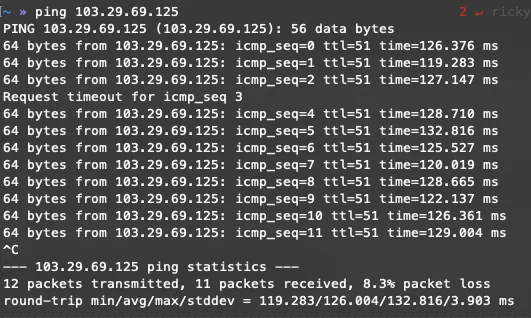 ~ » ping 103.29.69.125 2 ↵ ricky
PING 103.29.69.125 (103.29.69.125): 56 data bytes
64 bytes from 103.29.69.125: icmp_seq=0 ttl=51 time=126.376 ms
64 bytes from 103.29.69.125: icmp_seq=1 ttl=51 time=119.283 ms
64 bytes from 103.29.69.125: icmp_seq=2 ttl=51 time=127.147 ms
Request timeout for icmp_seq 3
64 bytes from 103.29.69.125: icmp_seq=4 ttl=51 time=128.710 ms
64 bytes from 103.29.69.125: icmp_seq=5 ttl=51 time=132.816 ms
64 bytes from 103.29.69.125: icmp_seq=6 ttl=51 time=125.527 ms
64 bytes from 103.29.69.125: icmp_seq=7 ttl=51 time=120.019 ms
64 bytes from 103.29.69.125: icmp_seq=8 ttl=51 time=128.665 ms
64 bytes from 103.29.69.125: icmp_seq=9 ttl=51 time=122.137 ms
64 bytes from 103.29.69.125: icmp_seq=10 ttl=51 time=126.361 ms
64 bytes from 103.29.69.125: icmp_seq=11 ttl=51 time=129.004 ms
^C
--- 103.29.69.125 ping statistics ---
12 packets transmitted, 11 packets received, 8.3% packet loss
round-trip min/avg/max/stddev = 119.283/126.004/132.816/3.903 ms